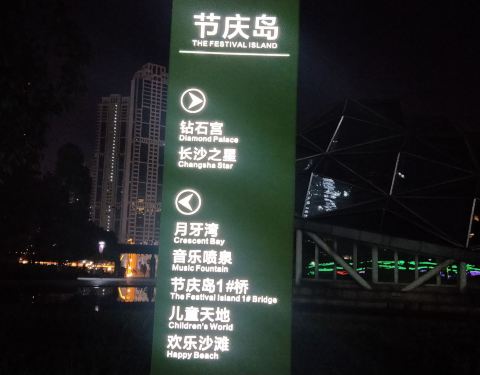 节庆岛
THE FESTIVAL ISLAND
钻石宫
Diamond Palace
长沙之星
Changsha Star
月牙湾
Crescent Bay
音乐喷泉
Music Fountain
节庆岛1#桥
The Festival Island 1# Bridge
儿童天地
Children's World
欢乐沙滩
Happy Beach